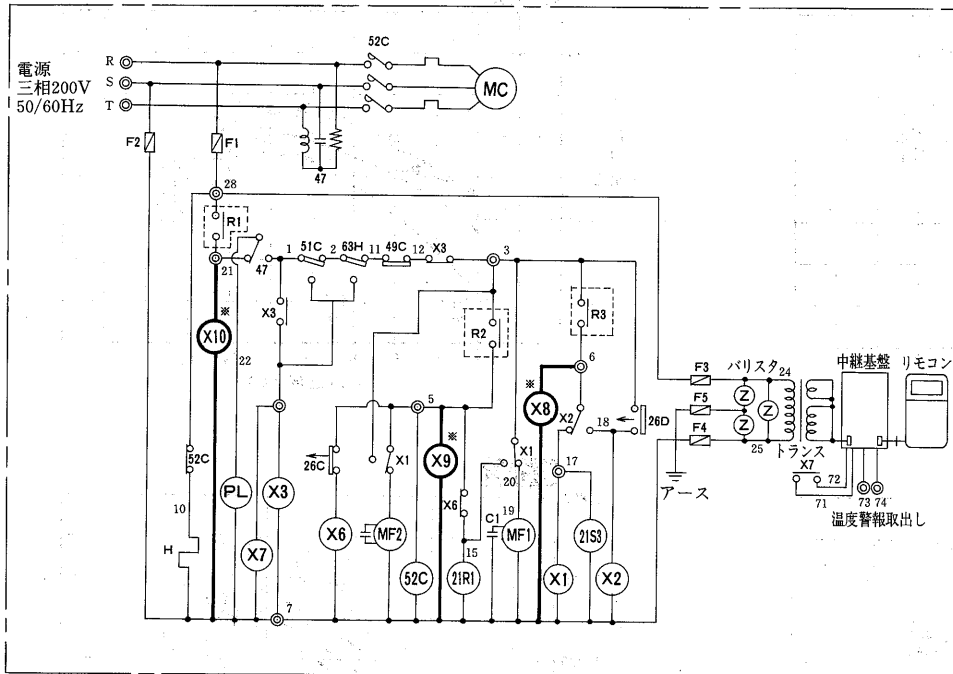 52C
電源
三相200V
50/60Hz
R
S
T
MC
F2
F1
47
28
R1
21
47
1
51C
2
63H
11
49C
12
X3
3
X3
R2
R3
※
X10
22
6
※
X8
X2
18
26D
5
※
X9
X1
X1
20
17
52C
26C
X6
10
PL
X3
X6
MF2
15
C1
19
MF1
21S3
H
X7
52C
21R1
X1
X2
7
F3
バリスタ
24
中継基盤
リモコン
F5
Z
Z
Z
F4
25
トランス
アース
X7
72
71
73
74
温度警報取出し